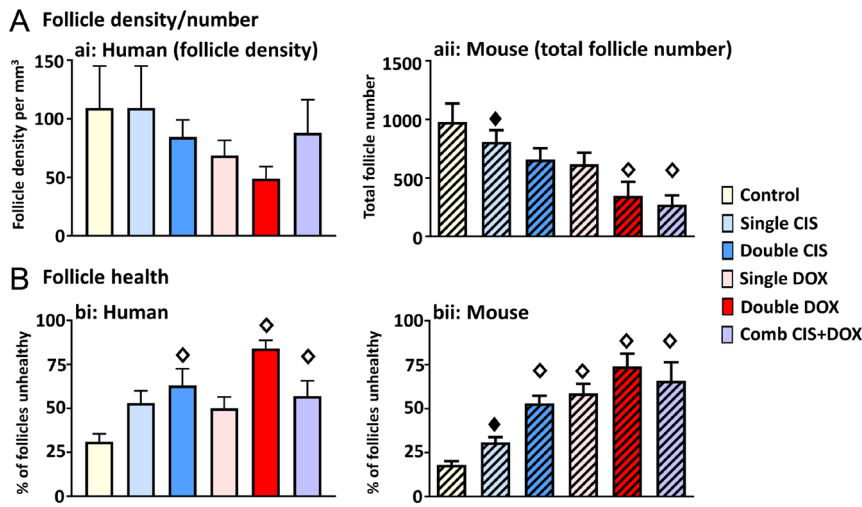 A Follicle density/number
ai: Human (follicle density)
Follicle density per mm³
150
100
50
0
aii: Mouse (total follicle number)
Total follicle number
1500
1000
500
0
Control
Single CIS
Double CIS
Single DOX
Double DOX
Comb CIS+DOX
B Follicle health
bi: Human
% of follicles unhealthy
100
75
50
25
0
bii: Mouse
% of follicles unhealthy
100
75
50
25
0